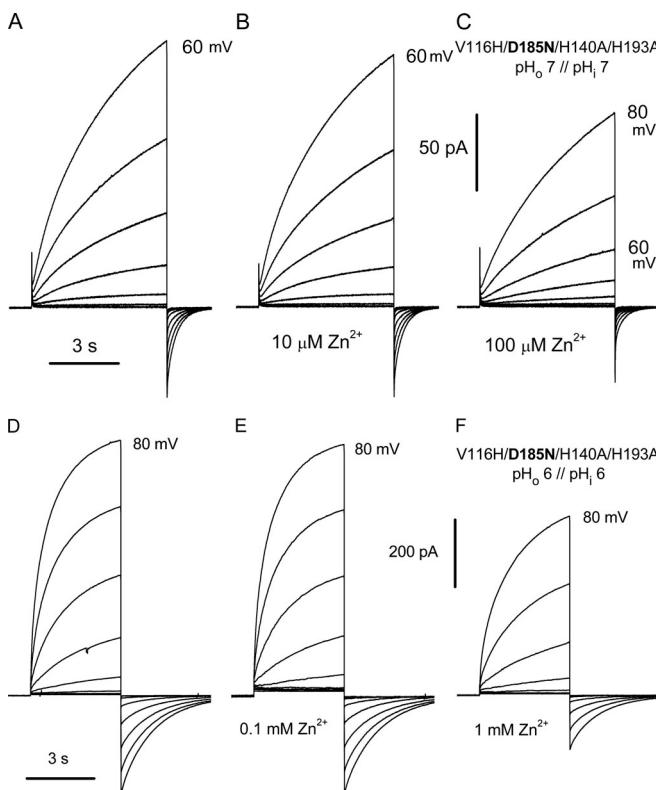 A
60 mV
B
60 mV
C
V116H/D185N/H140A/H193A
pHₒ 7 // pHᵢ 7
80
mV
50 pA
60
mV
3 s
10 μM Zn²⁺
100 μM Zn²⁺
D
80 mV
E
80 mV
F
V116H/D185N/H140A/H193A
pHₒ 6 // pHᵢ 6
80 mV
200 pA
3 s
0.1 mM Zn²⁺
1 mM Zn²⁺